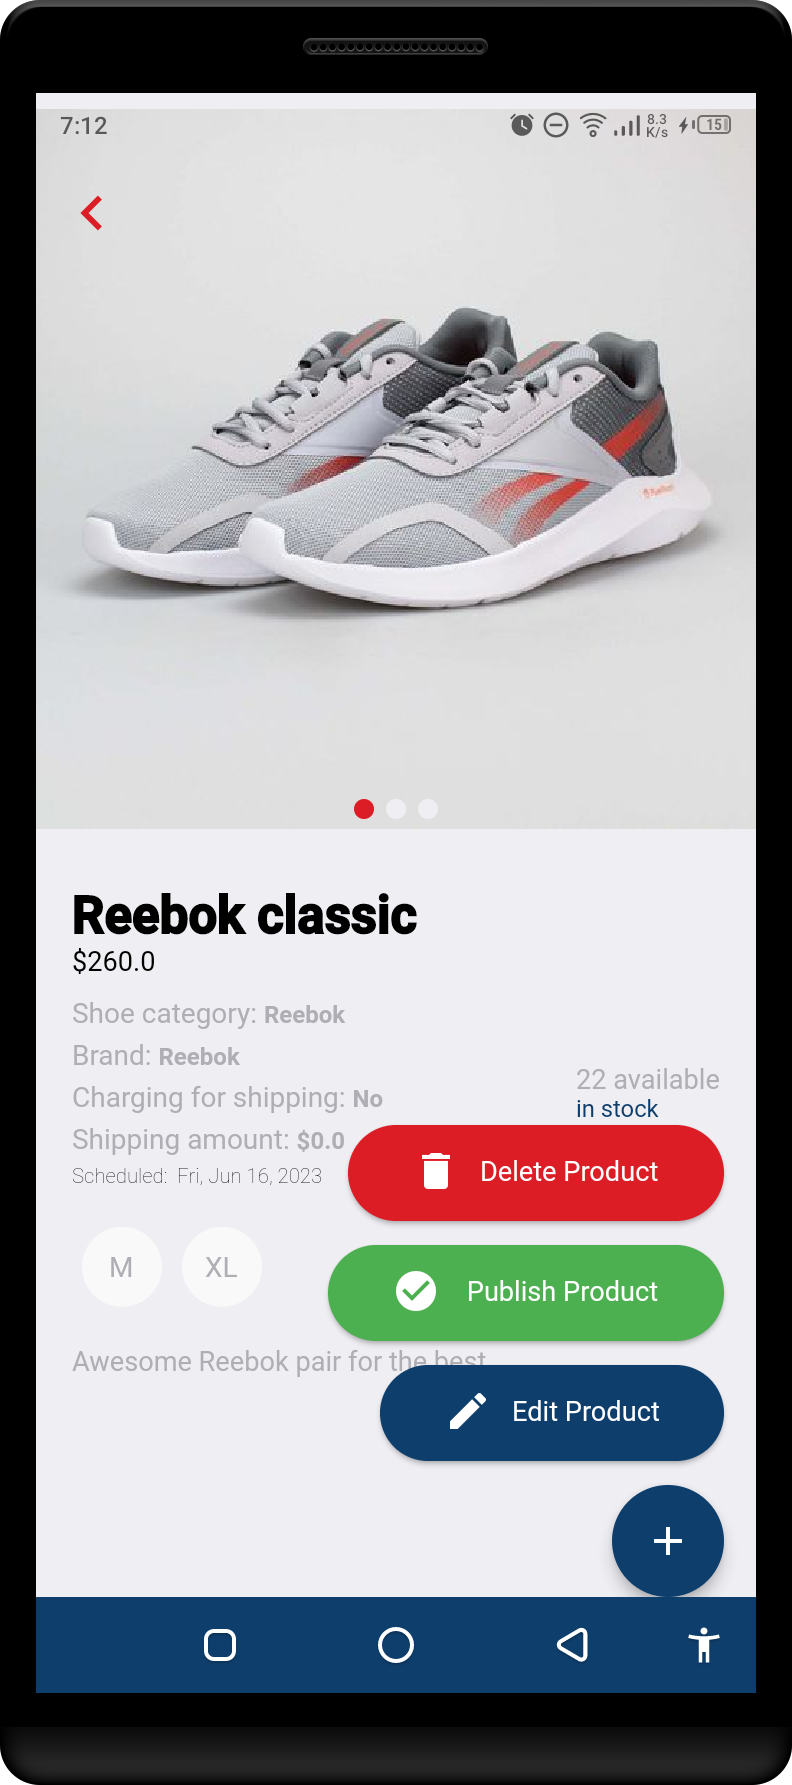 7:12
8.3
K/s
15
Reebok classic
$260.0
Shoe category: Reebok
Brand: Reebok
Charging for shipping: No
22 available
in stock
Shipping amount: $0.0
Scheduled: Fri, Jun 16, 2023
Delete Product
M XL
Publish Product
Awesome Reebok pair for the best
Edit Product